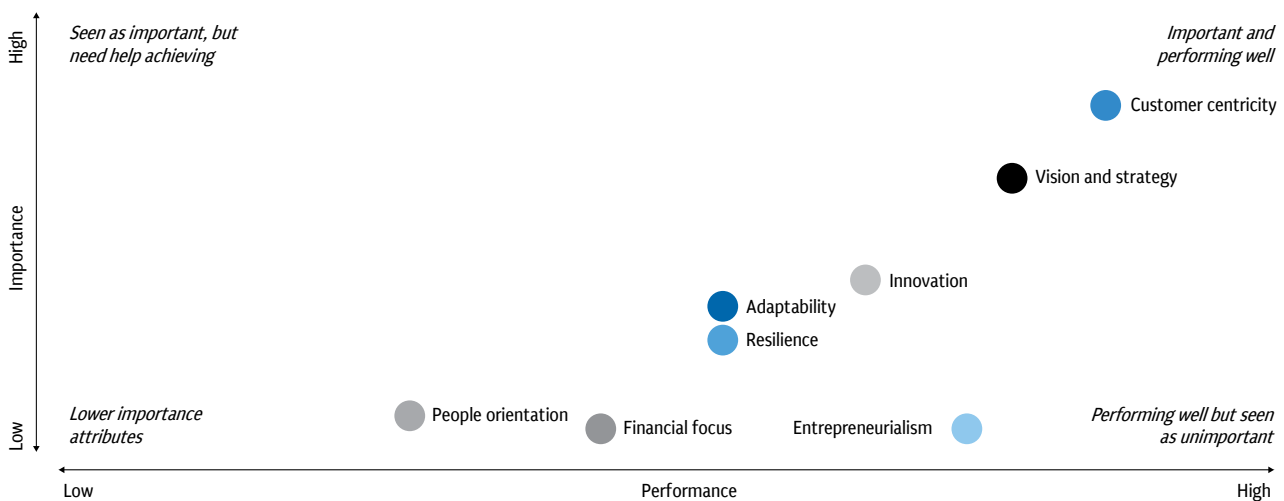 High
Seen as important, but
need help achieving
Important and
performing well
Customer centricity
Vision and strategy
Importance
Innovation
Adaptability
Resilience
Low
Lower importance
attributes
People orientation
Financial focus
Entrepreneurialism
Performing well but seen
as unimportant
Low
Performance
High